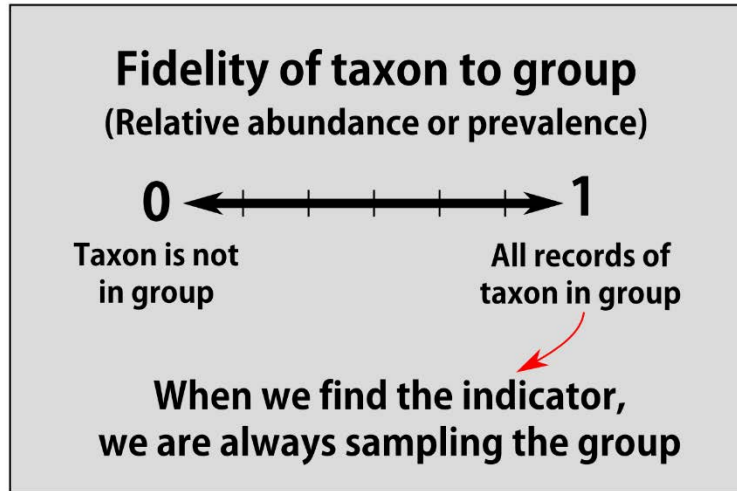 Fidelity of taxon to group
(Relative abundance or prevalence)
0 1
Taxon is not
in group
All records of
taxon in group
When we find the indicator,
we are always sampling the group